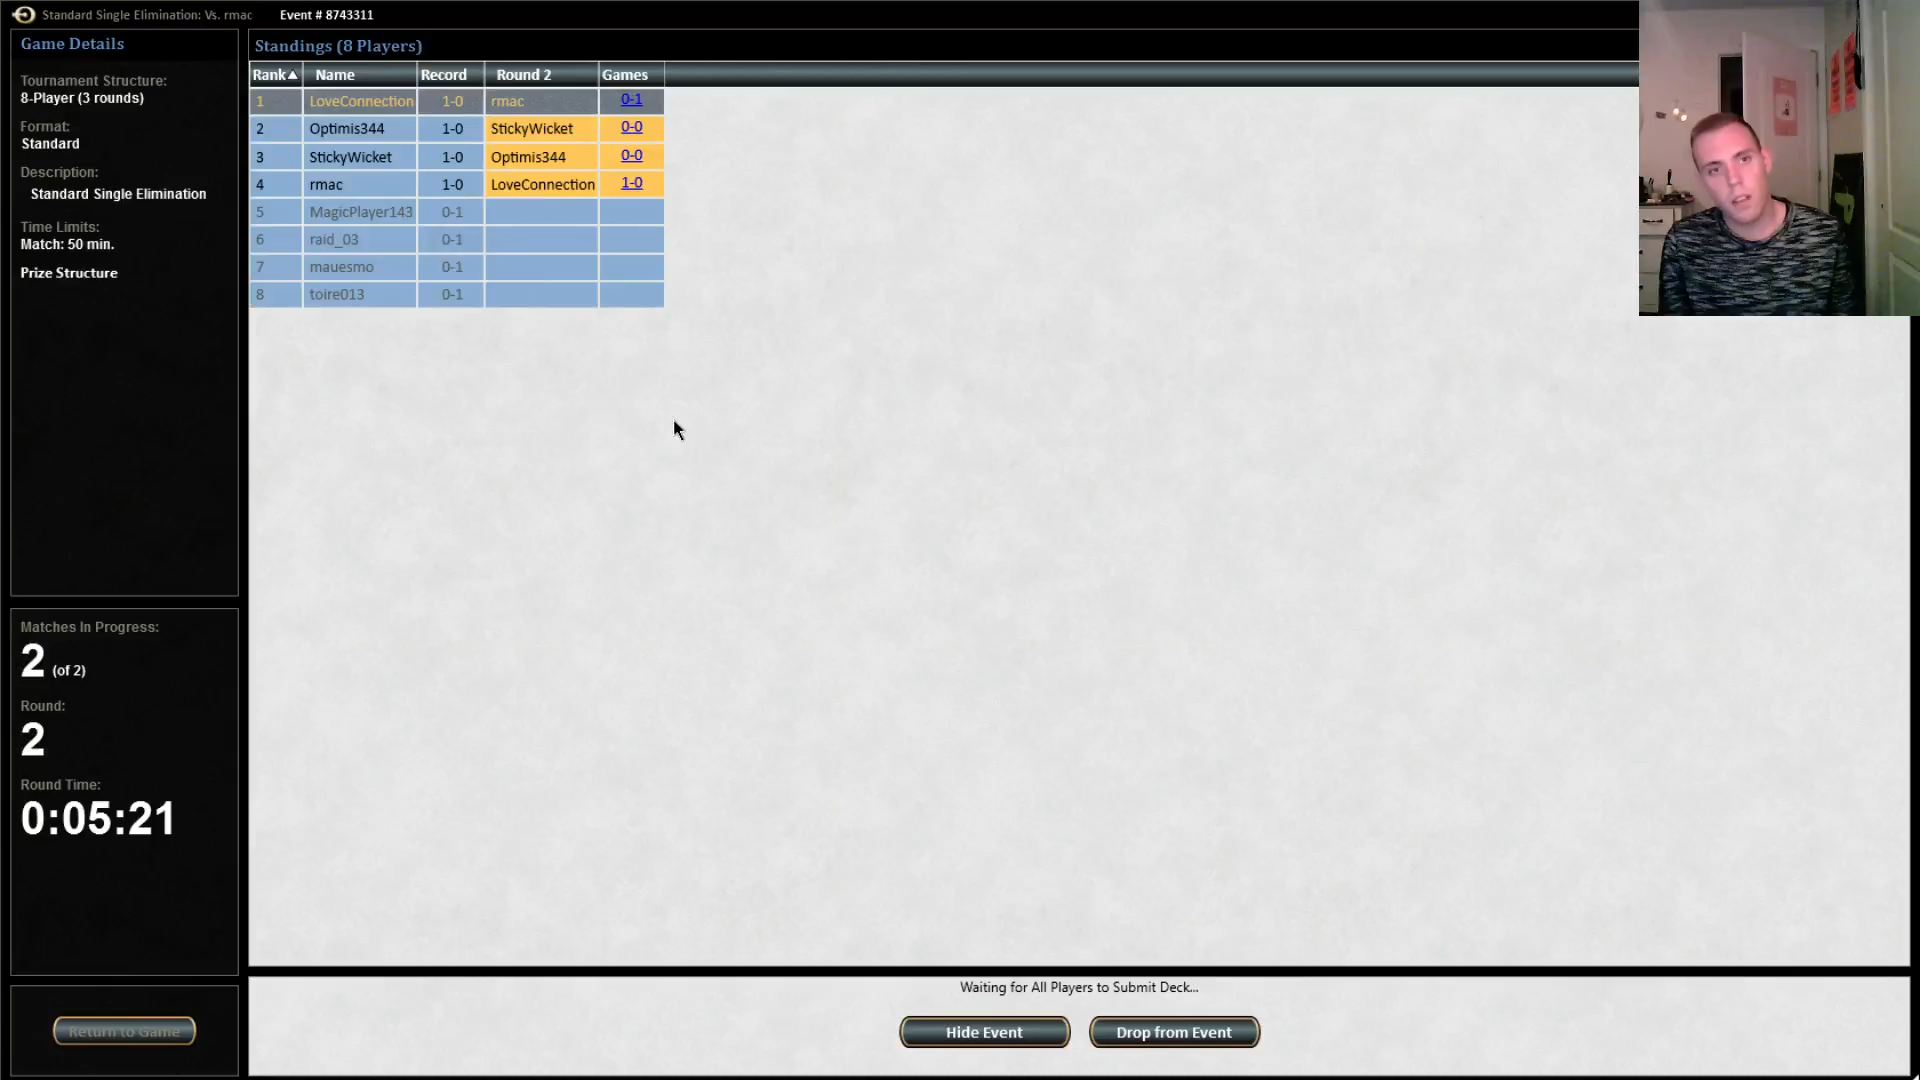 Standard Single Elimination: Vs. rmac Event # 8743311
Game Details
Tournament Structure:
8-Player (3 rounds)
Format:
Standard
Description:
Standard Single Elimination
Time Limits:
Match: 50 min.
Prize Structure
Standings (8 Players)
Rank Name Record Round 2 Games
1 LoveConnection 1-0 rmac 0-1
2 Optimis344 1-0 StickyWicket 0-0
3 StickyWicket 1-0 Optimis344 0-0
4 rmac 1-0 LoveConnection 1-0
5 MagicPlayer143 0-1
6 raid_03 0-1
7 mauesmo 0-1
8 toire013 0-1
Matches In Progress:
2 (of 2)
Round:
2
Round Time:
0:05:21
Return to Game
Waiting for All Players to Submit Deck...
Hide Event Drop from Event